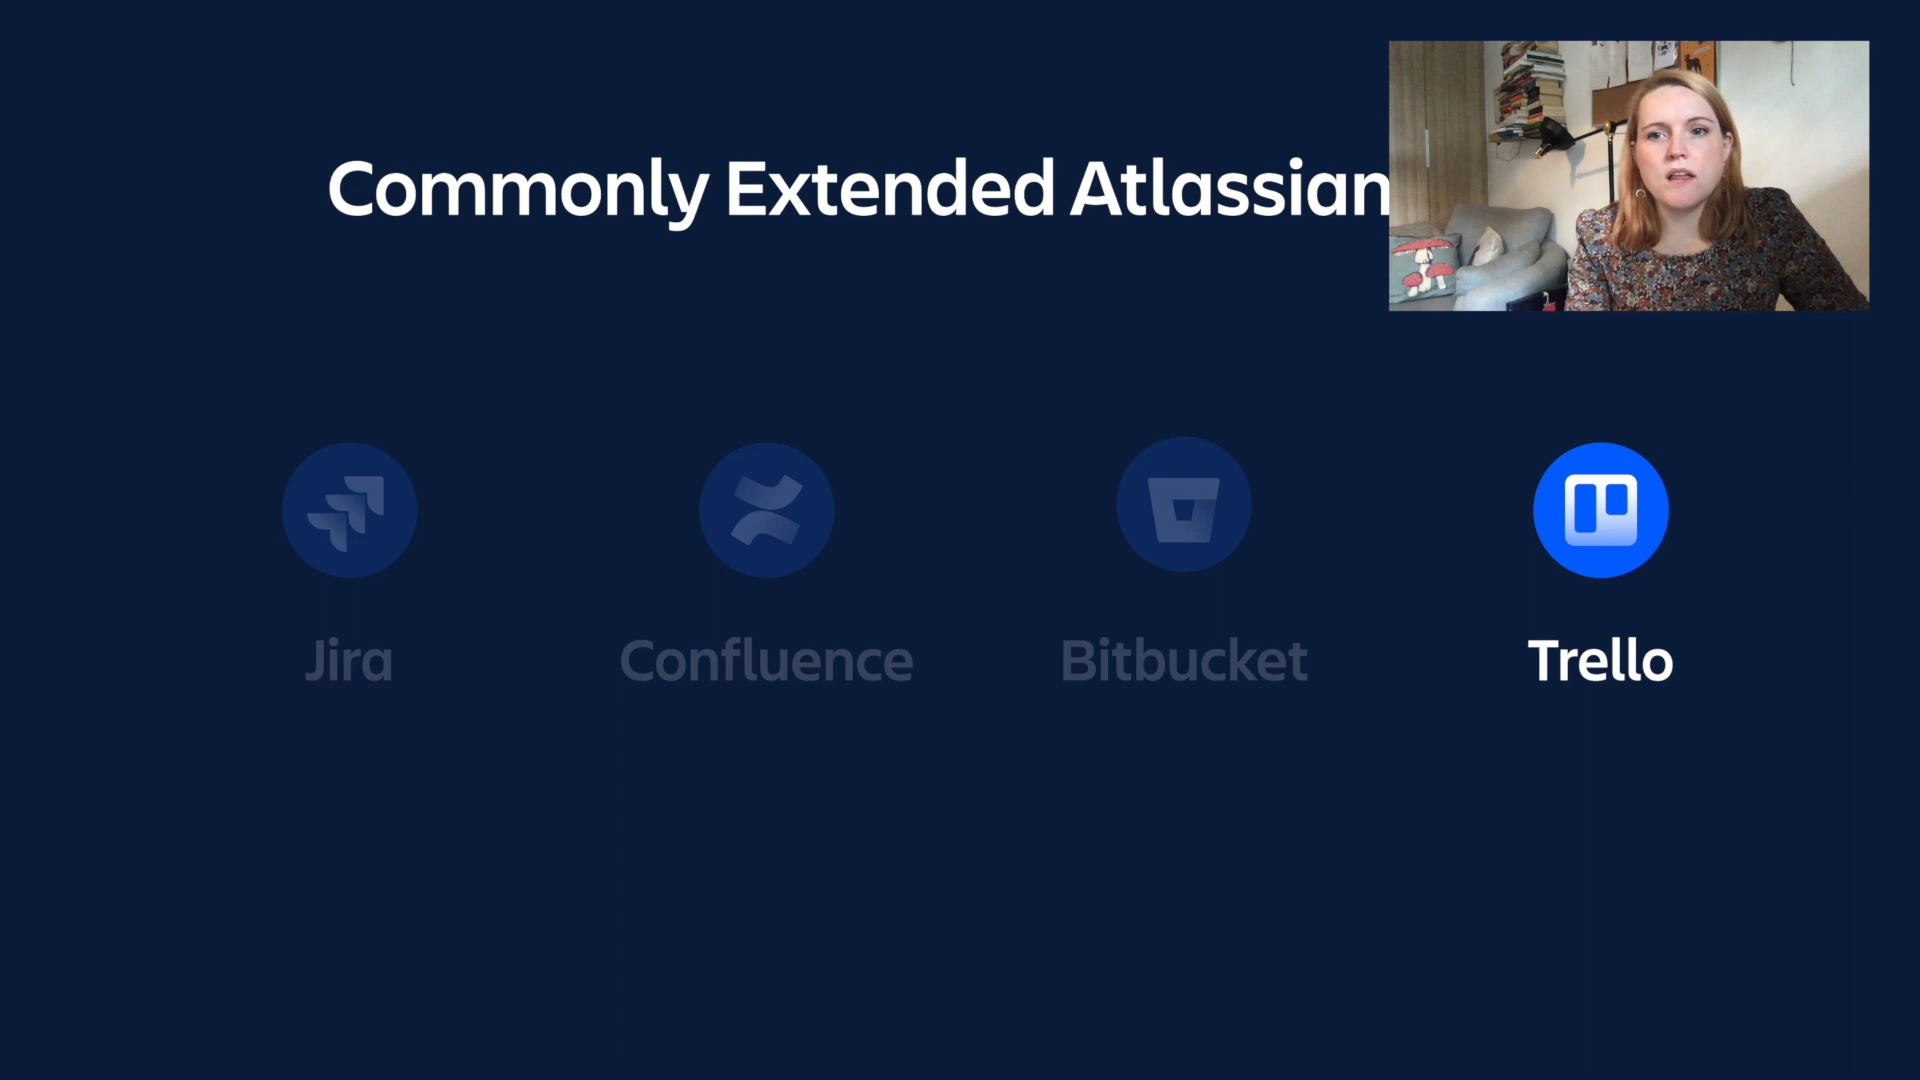 Commonly Extended Atlassian
Jira
Confluence
Bitbucket
Trello